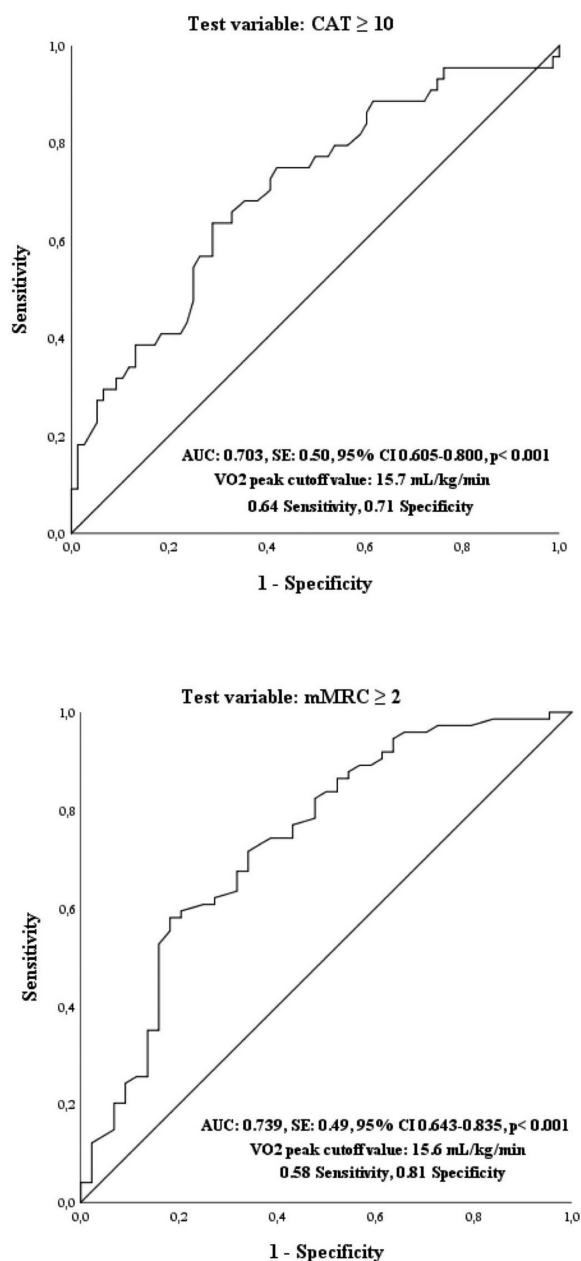 Test variable: CAT ≥ 10
1,0
0,8
0,6
0,4
0,2
0,0
Sensitivity
AUC: 0.703, SE: 0.50, 95% CI 0.605-0.800, p< 0.001
VO2 peak cutoff value: 15.7 mL/kg/min
0.64 Sensitivity, 0.71 Specificity
0,0 0,2 0,4 0,6 0,8 1,0
1 - Specificity
Test variable: mMRC ≥ 2
1,0
0,8
0,6
0,4
0,2
0,0
Sensitivity
AUC: 0.739, SE: 0.49, 95% CI 0.643-0.835, p< 0.001
VO2 peak cutoff value: 15.6 mL/kg/min
0.58 Sensitivity, 0.81 Specificity
0,0 0,2 0,4 0,6 0,8 1,0
1 - Specificity